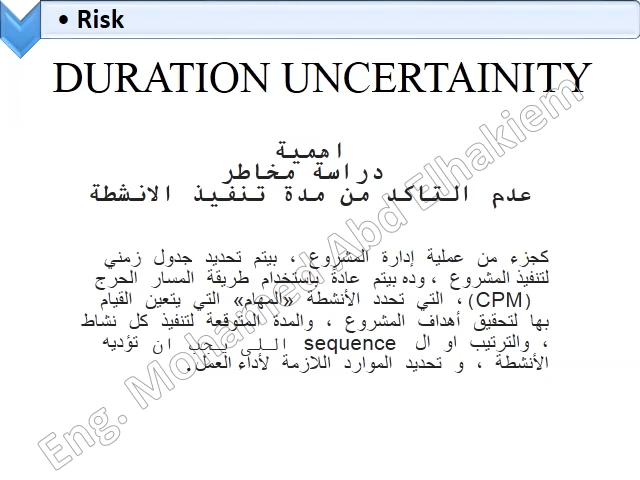 • Risk
DURATION UNCERTAINITY
اهمية
دراسة مخاطر
عدم التاكد من مدة تنفيذ الانشطة
كجزء من عملية إدارة المشروع ، بيتم تحديد جدول زمني
لتنفيذ المشروع ، وده بيتم عادةً باستخدام طريقة المسار الحرج
(CPM) ، التي تحدد الأنشطة «المهام» التي يتعين القيام
بها لتحقيق أهداف المشروع ، والمدة المتوقعة لتنفيذ كل نشاط
، والترتيب او ال sequence اللى يجب ان تؤديه
الأنشطة ، و تحديد الموارد اللازمة لأداء العمل.
Eng. Mohamed Abd Elhakiem